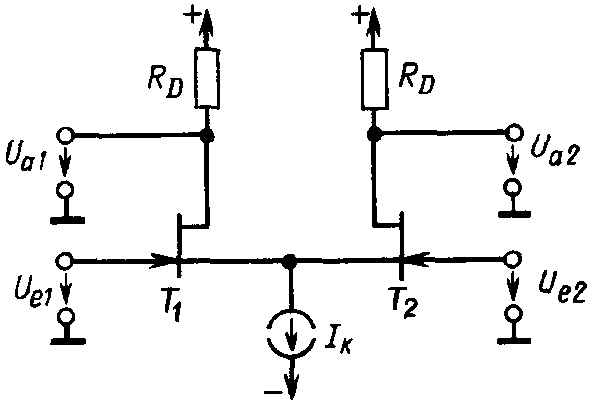 + +
R_D R_D
U_a1 U_a2
U_e1 T_1 T_2 U_e2
I_K
−